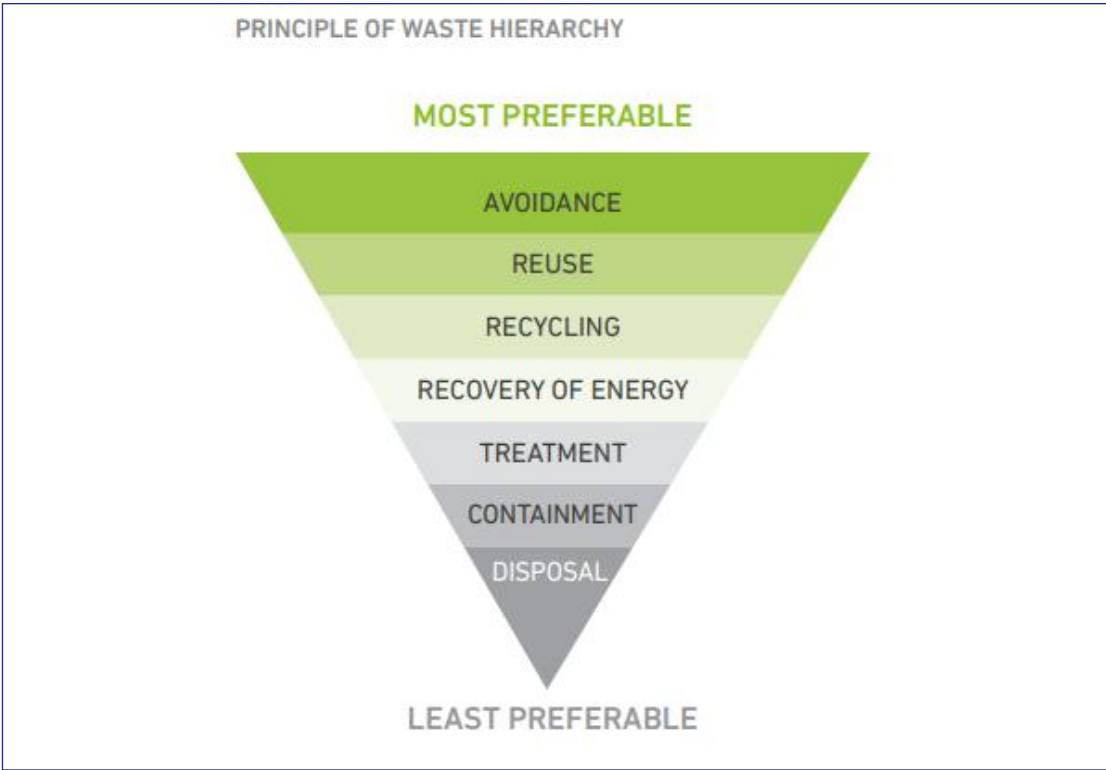 PRINCIPLE OF WASTE HIERARCHY
MOST PREFERABLE
AVOIDANCE
REUSE
RECYCLING
RECOVERY OF ENERGY
TREATMENT
CONTAINMENT
DISPOSAL
LEAST PREFERABLE